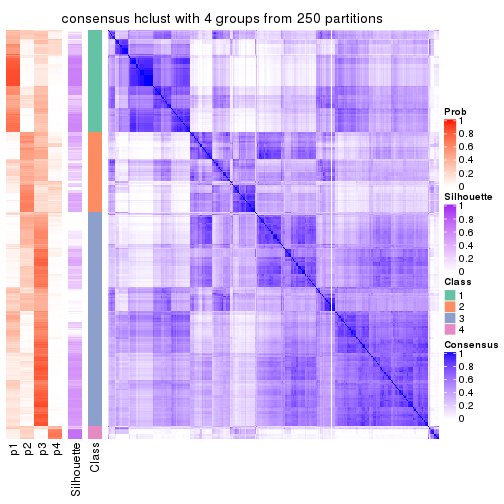 consensus hclust with 4 groups from 250 partitions
Prob
1
0.8
0.6
0.4
0.2
0
Silhouette
1
0.8
0.6
0.4
0.2
0
Class
1
2
3
4
Consensus
1
0.8
0.6
0.4
0.2
0
p1
p2
p3
p4
Silhouette
Class